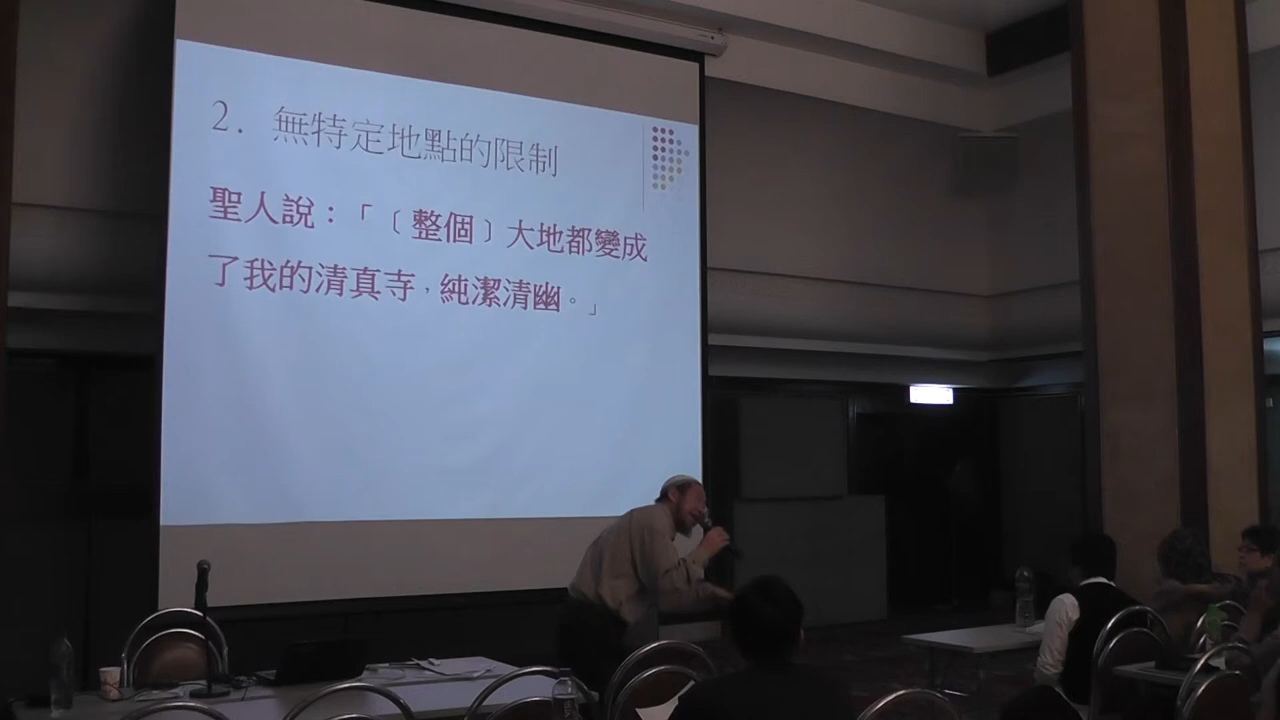 2. 無特定地點的限制
聖人說：「﹝整個﹞大地都變成
了我的清真寺，純潔清幽。」